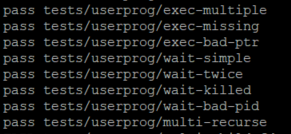 pass tests/userprog/exec-multiple
pass tests/userprog/exec-missing
pass tests/userprog/exec-bad-ptr
pass tests/userprog/wait-simple
pass tests/userprog/wait-twice
pass tests/userprog/wait-killed
pass tests/userprog/wait-bad-pid
pass tests/userprog/multi-recurse